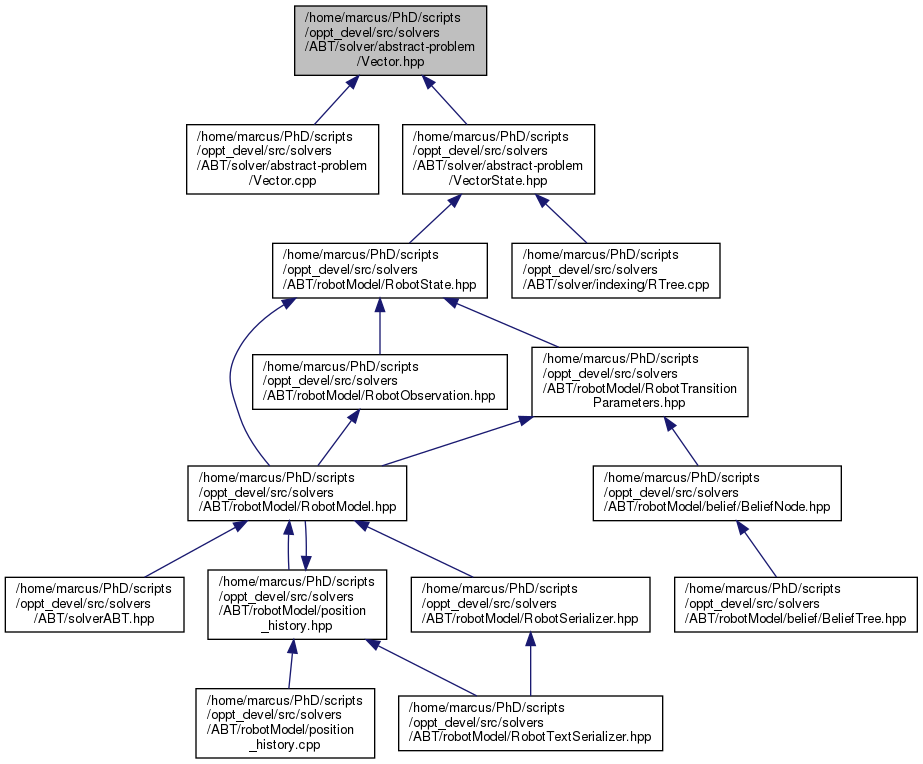 /home/marcus/PhD/scripts
/oppt_devel/src/solvers
/ABT/solver/abstract-problem
/Vector.hpp
/home/marcus/PhD/scripts
/oppt_devel/src/solvers
/ABT/solver/abstract-problem
/Vector.cpp
/home/marcus/PhD/scripts
/oppt_devel/src/solvers
/ABT/solver/abstract-problem
/VectorState.hpp
/home/marcus/PhD/scripts
/oppt_devel/src/solvers
/ABT/robotModel/RobotState.hpp
/home/marcus/PhD/scripts
/oppt_devel/src/solvers
/ABT/solver/indexing/RTree.cpp
/home/marcus/PhD/scripts
/oppt_devel/src/solvers
/ABT/robotModel/RobotObservation.hpp
/home/marcus/PhD/scripts
/oppt_devel/src/solvers
/ABT/robotModel/RobotTransition
Parameters.hpp
/home/marcus/PhD/scripts
/oppt_devel/src/solvers
/ABT/robotModel/RobotModel.hpp
/home/marcus/PhD/scripts
/oppt_devel/src/solvers
/ABT/robotModel/belief/BeliefNode.hpp
/home/marcus/PhD/scripts
/oppt_devel/src/solvers
/ABT/solverABT.hpp
/home/marcus/PhD/scripts
/oppt_devel/src/solvers
/ABT/robotModel/position
_history.hpp
/home/marcus/PhD/scripts
/oppt_devel/src/solvers
/ABT/robotModel/RobotSerializer.hpp
/home/marcus/PhD/scripts
/oppt_devel/src/solvers
/ABT/robotModel/belief/BeliefTree.hpp
/home/marcus/PhD/scripts
/oppt_devel/src/solvers
/ABT/robotModel/position
_history.cpp
/home/marcus/PhD/scripts
/oppt_devel/src/solvers
/ABT/robotModel/RobotTextSerializer.hpp